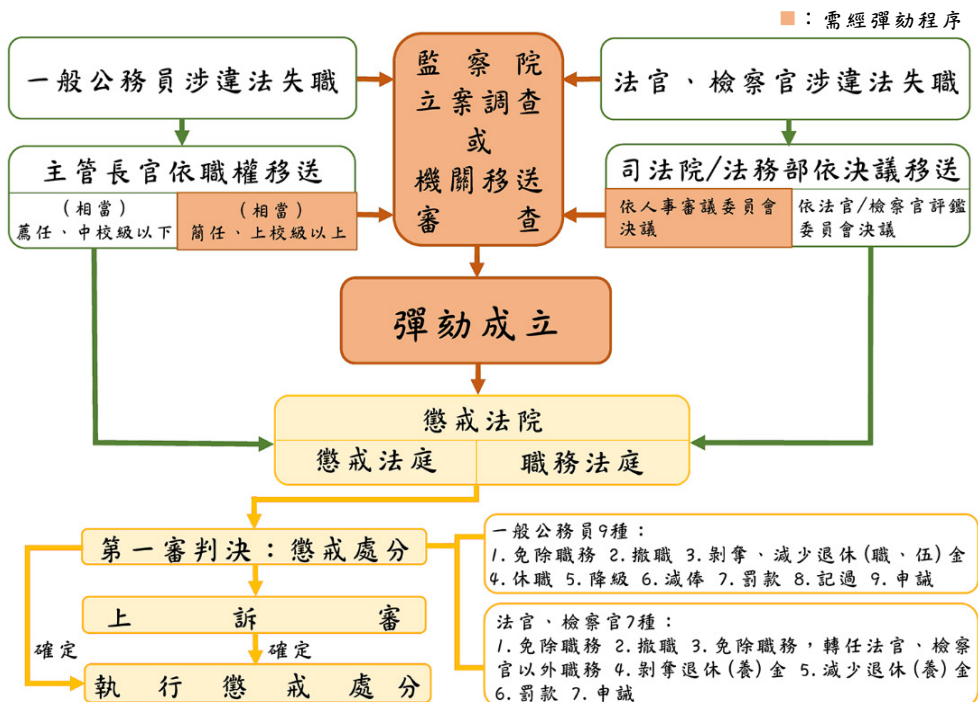 ■：需經彈劾程序
一般公務員涉違法失職
監察院
立案調查
或
機關移送
審查
法官、檢察官涉違法失職
主管長官依職權移送
（相當）
薦任、中校級以下
（相當）
簡任、上校級以上
司法院/法務部依決議移送
依人事審議委員會
決議
依法官/檢察官評鑑
委員會決議
彈劾成立
懲戒法院
懲戒法庭
職務法庭
第一審判決：懲戒處分
一般公務員9種：
1.免除職務 2.撤職 3.剝奪、減少退休(職、伍)金
4.休職 5.降級 6.減俸 7.罰款 8.記過 9.申誡
上訴審
法官、檢察官7種：
1.免除職務 2.撤職 3.免除職務，轉任法官、檢察
官以外職務 4.剝奪退休(養)金 5.減少退休(養)金
6.罰款 7.申誡
確定
確定
執行懲戒處分